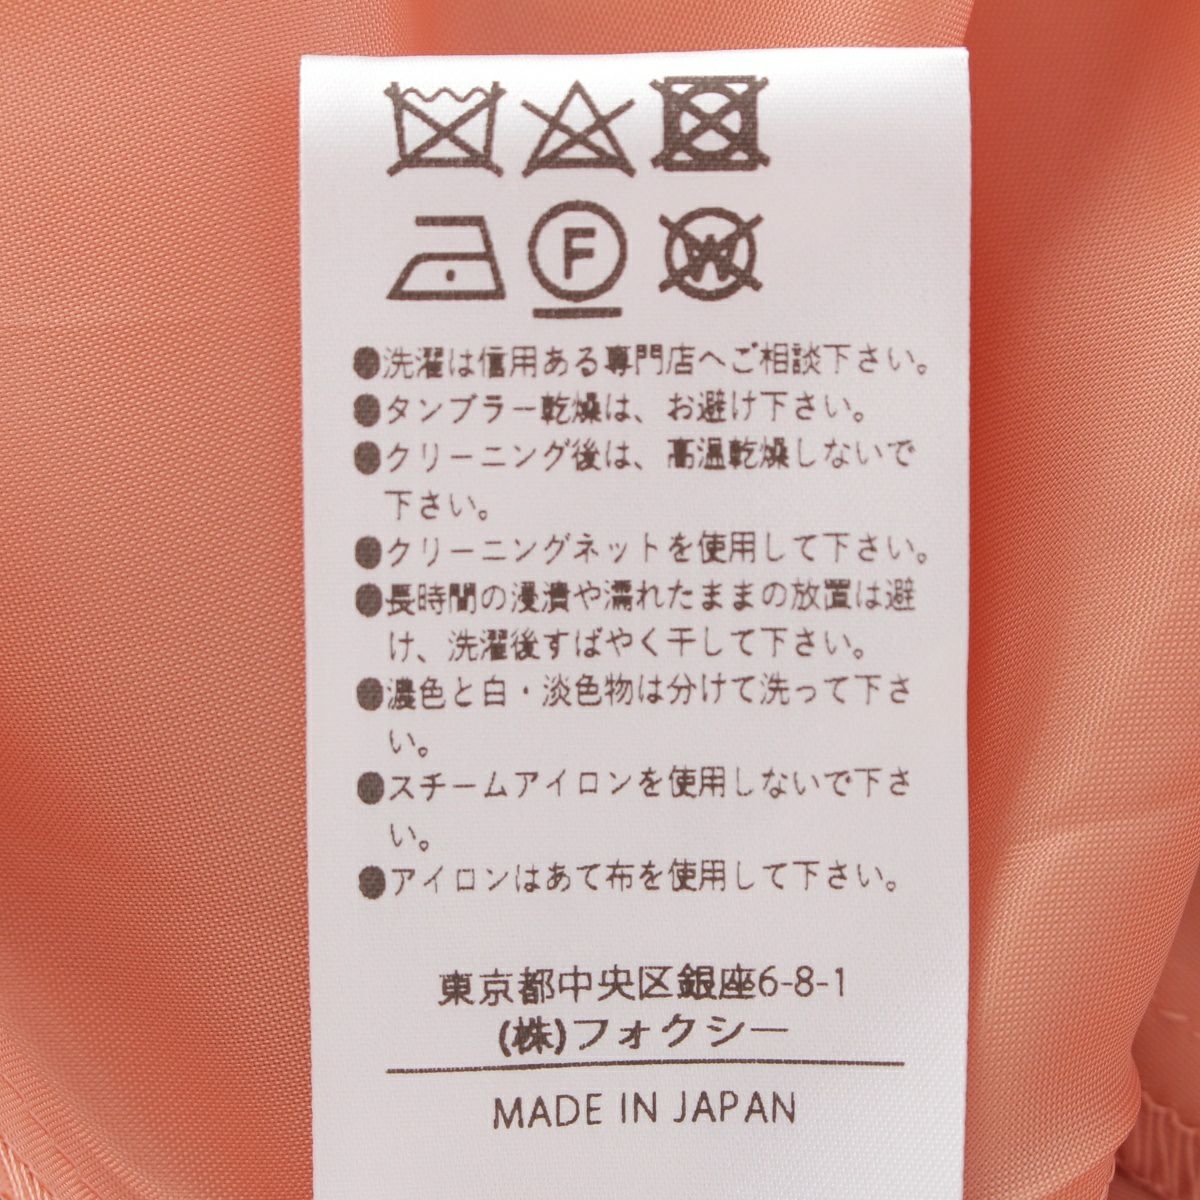 F
W
●洗濯は信用ある専門店へご相談下さい。
●タンブラー乾燥は、お避け下さい。
●クリーニング後は、高温乾燥しないで
下さい。
●クリーニングネットを使用して下さい。
●長時間の浸漬や濡れたままの放置は避
け、洗濯後すばやく干して下さい。
●濃色と白・淡色物は分けて洗って下さ
い。
●スチームアイロンを使用しないで下さ
い。
●アイロンはあて布を使用して下さい。
東京都中央区銀座6-8-1
(株)フォクシー
MADE IN JAPAN